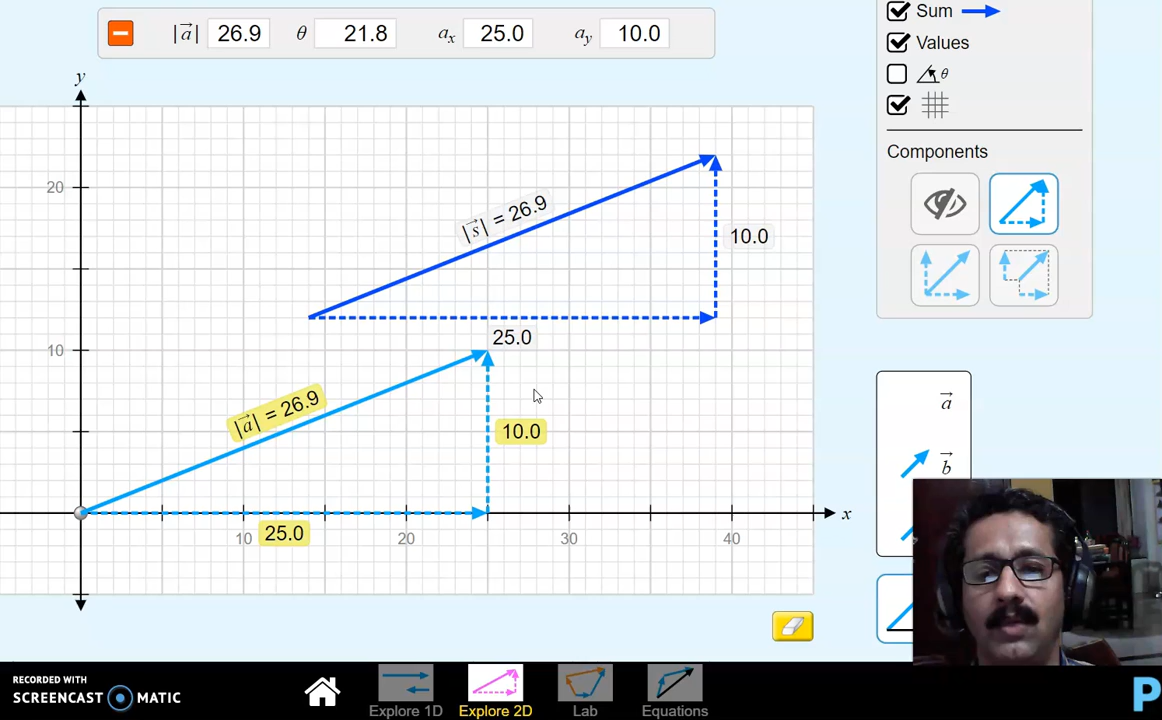 |a⃗| 26.9 θ 21.8 aₓ 25.0 aᵧ 10.0
Sum
Values
θ
Components
y
20
|s⃗| = 26.9
10.0
25.0
10
|a⃗| = 26.9
10.0
x
10 25.0 20 30 40
a⃗
b⃗
RECORDED WITH
SCREENCAST MATIC
Explore 1D Explore 2D Lab Equations
P